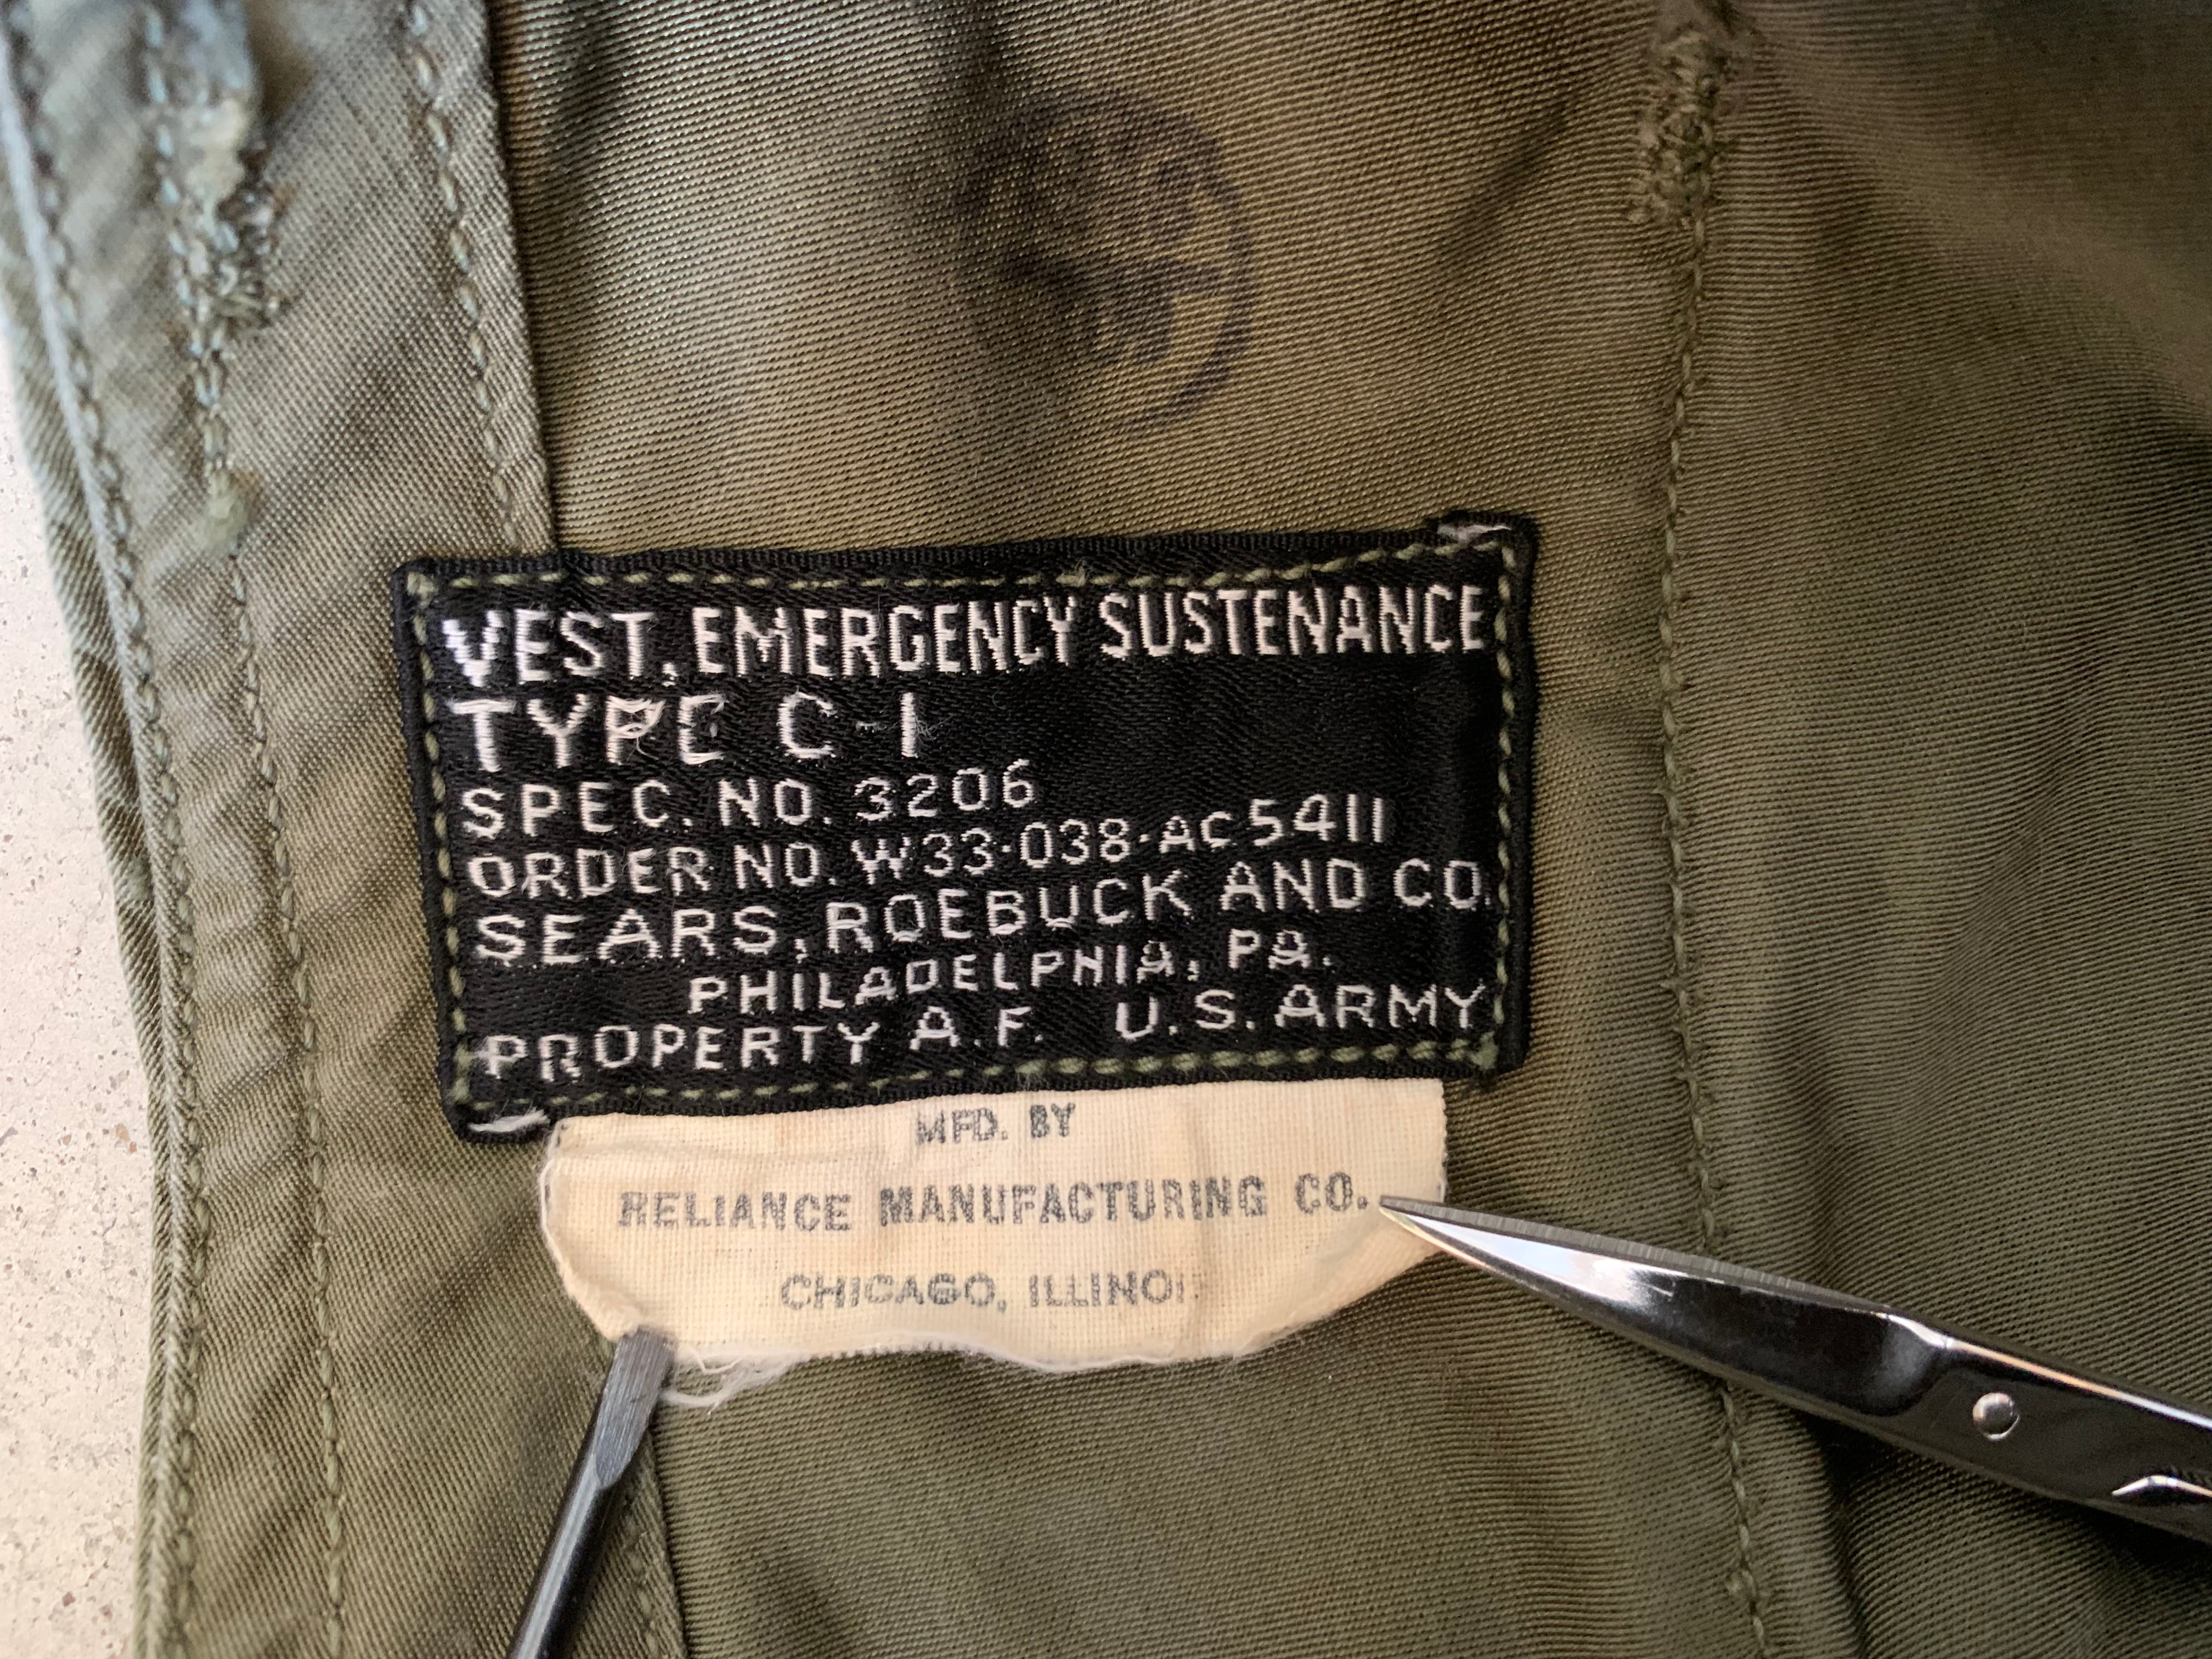 VEST, EMERGENCY SUSTENANCE
TYPE C-1
SPEC. NO. 3206
ORDER NO. W33-038-AC5411
SEARS, ROEBUCK AND CO.
PHILADELPHIA, PA.
PROPERTY A.F. U.S. ARMY
MFD. BY
RELIANCE MANUFACTURING CO.
CHICAGO, ILLINOIS